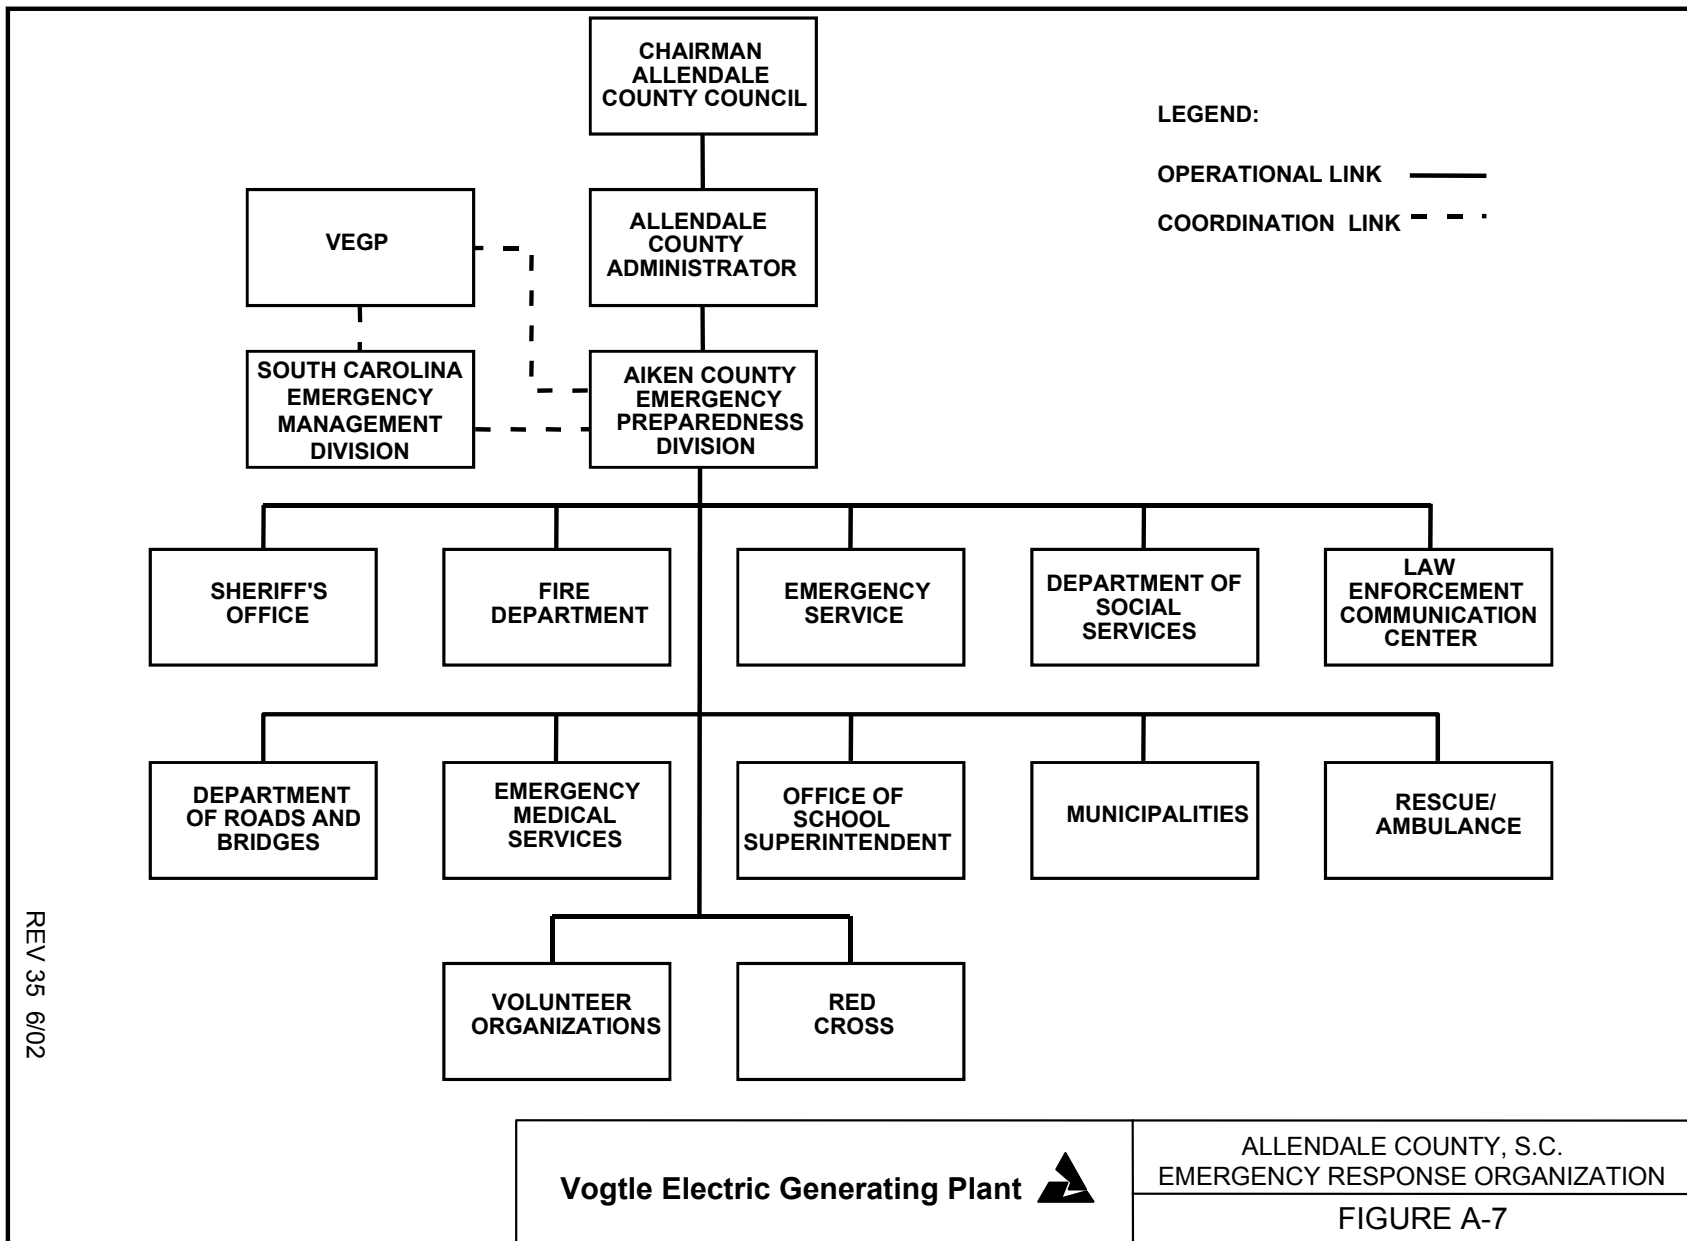 CHAIRMAN
ALLENDALE
COUNTY COUNCIL
LEGEND:
OPERATIONAL LINK
COORDINATION LINK
VEGP
ALLENDALE
COUNTY
ADMINISTRATOR
SOUTH CAROLINA
EMERGENCY
MANAGEMENT
DIVISION
AIKEN COUNTY
EMERGENCY
PREPAREDNESS
DIVISION
SHERIFF'S
OFFICE
FIRE
DEPARTMENT
EMERGENCY
SERVICE
DEPARTMENT OF
SOCIAL
SERVICES
LAW
ENFORCEMENT
COMMUNICATION
CENTER
DEPARTMENT
OF ROADS AND
BRIDGES
EMERGENCY
MEDICAL
SERVICES
OFFICE OF
SCHOOL
SUPERINTENDENT
MUNICIPALITIES
RESCUE/
AMBULANCE
VOLUNTEER
ORGANIZATIONS
RED
CROSS
REV 35 6/02
Vogtle Electric Generating Plant
ALLENDALE COUNTY, S.C.
EMERGENCY RESPONSE ORGANIZATION
FIGURE A-7